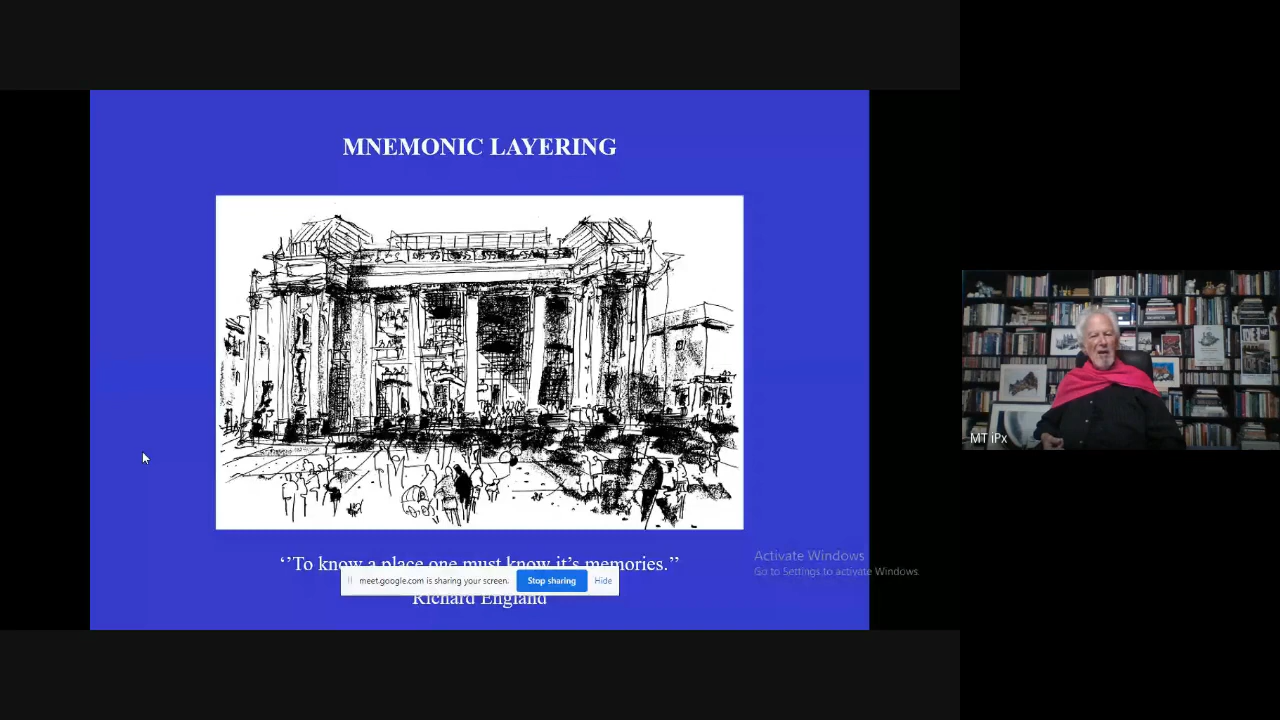 MNEMONIC LAYERING
‘’To know a place one must know it’s memories.’’
meet.google.com is sharing your screen.
Stop sharing
Hide
Richard England
Activate Windows
Go to Settings to activate Windows.
MT iPx